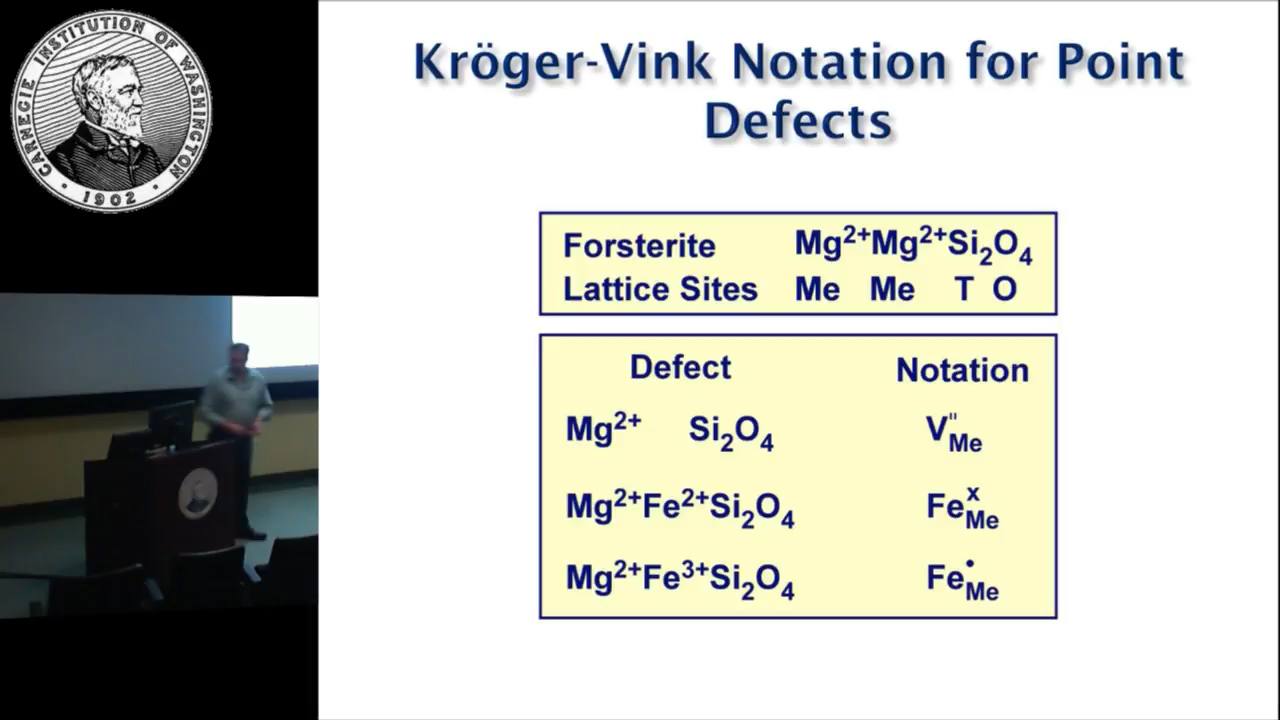 CARNEGIE INSTITUTION OF WASHINGTON
· 1902 ·
Kröger-Vink Notation for Point
Defects
Forsterite Mg²⁺Mg²⁺Si₂O₄
Lattice Sites Me Me T O
Defect Notation
Mg²⁺ Si₂O₄ V"Me
Mg²⁺Fe²⁺Si₂O₄ FexMe
Mg²⁺Fe³⁺Si₂O₄ Fe•Me